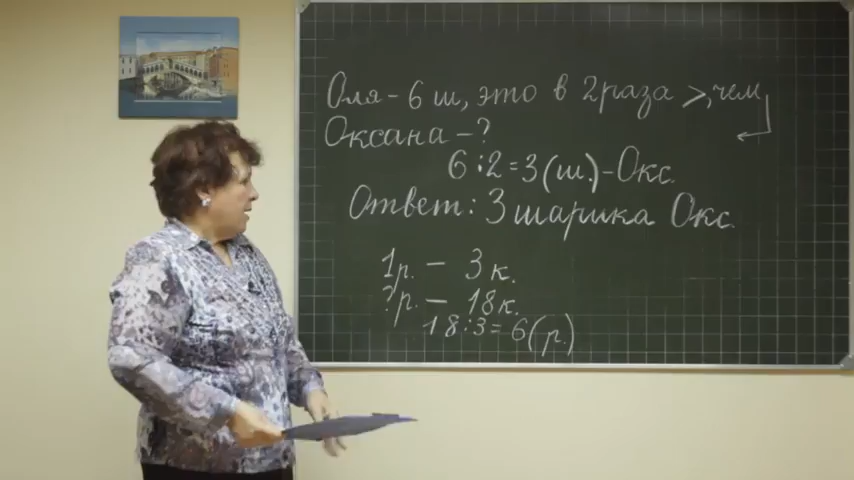 Оля - 6 ш, это в 2 раза >, чем
Оксана - ?
6 : 2 = 3 (ш.) - Окс.
Ответ: 3 шарика Окс.
1 р. - 3 к.
? р. - 18 к.
18 : 3 = 6 (р.)